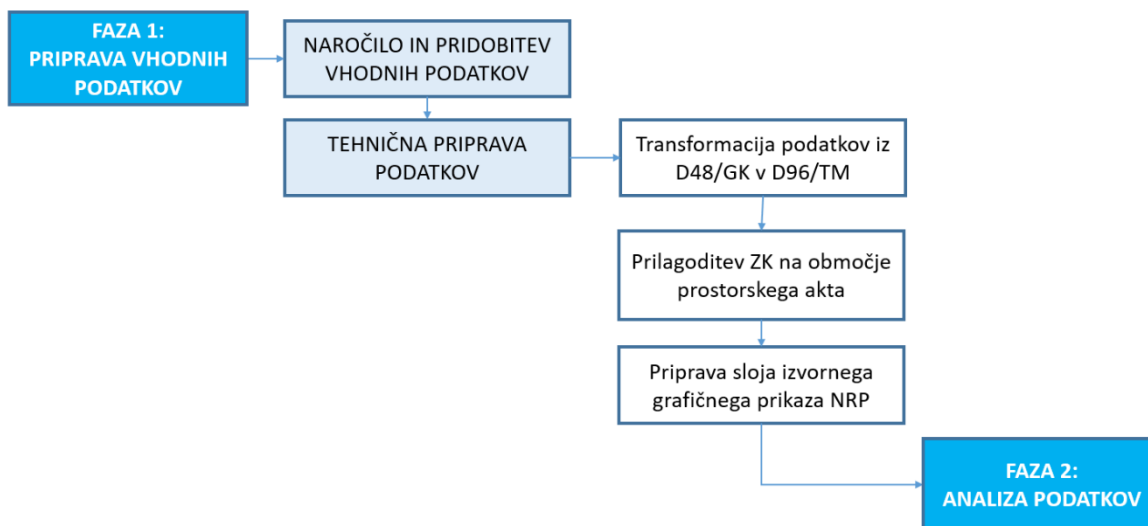 FAZA 1:
PRIPRAVA VHODNIH
PODATKOV
NAROČILO IN PRIDOBITEV
VHODNIH PODATKOV
TEHNIČNA PRIPRAVA
PODATKOV
Transformacija podatkov iz
D48/GK v D96/TM
Prilagoditev ZK na območje
prostorskega akta
Priprava sloja izvornega
grafičnega prikaza NRP
FAZA 2:
ANALIZA PODATKOV